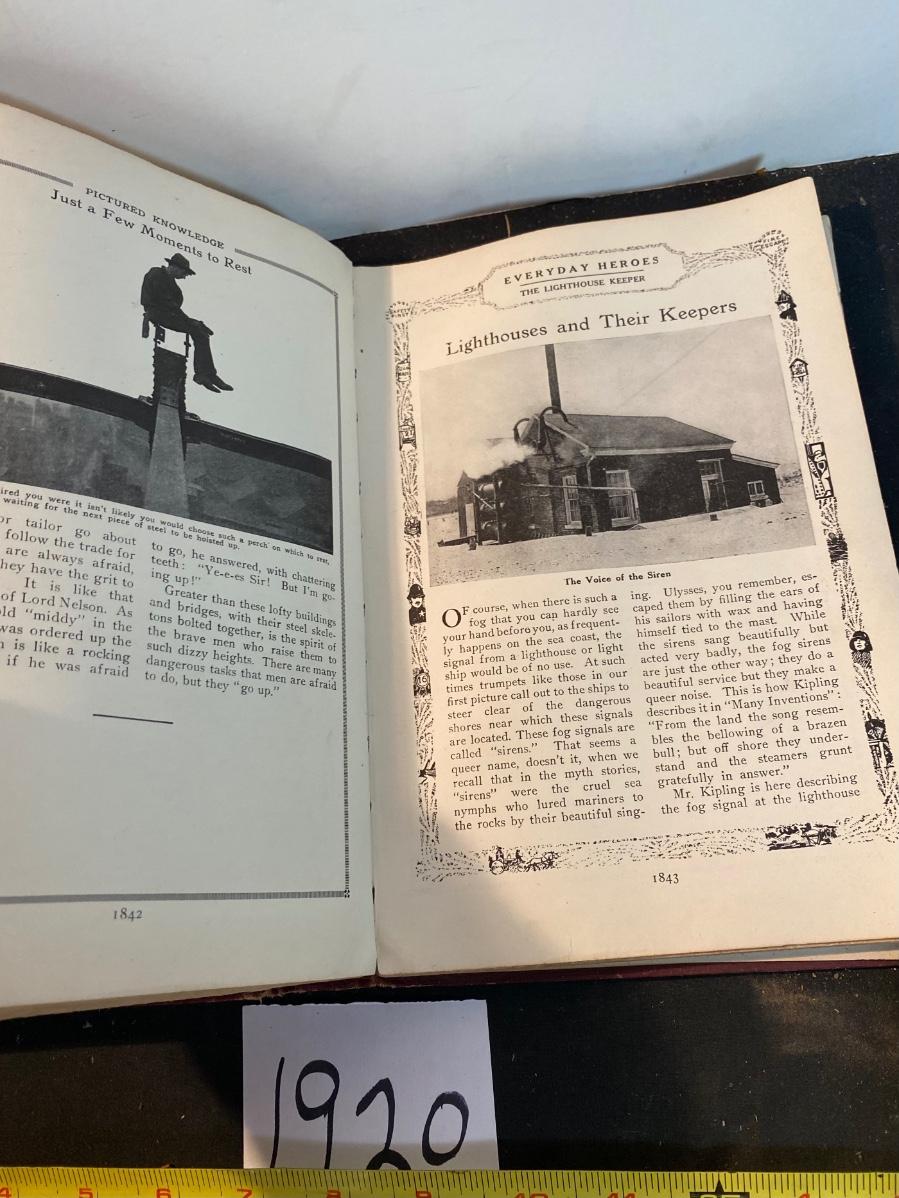 PICTURED KNOWLEDGE
Just a Few Moments to Rest
ired you were it isn't likely you would choose such a perch on which to rest,
waiting for the next piece of steel to be hoisted up.
or tailor go about
follow the trade for
are always afraid,
they have the grit to
It is like that
of Lord Nelson. As
old "middy" in the
was ordered up the
is like a rocking
if he was afraid
to go, he answered, with chattering
teeth: "Ye-e-es Sir! But I'm go-
ing up!"
Greater than these lofty buildings
and bridges, with their steel skele-
tons bolted together, is the spirit of
the brave men who raise them to
such dizzy heights. There are many
dangerous tasks that men are afraid
to do, but they "go up."
1842
EVERYDAY HEROES
THE LIGHTHOUSE KEEPER
FIRE
ESCAPE
Lighthouses and Their Keepers
The Voice of the Siren
OF course, when there is such a
fog that you can hardly see
your hand before you, as frequent-
ly happens on the sea coast, the
signal from a lighthouse or light
ship would be of no use. At such
times trumpets like those in our
first picture call out to the ships to
steer clear of the dangerous
shores near which these signals
are located. These fog signals are
called "sirens." That seems a
queer name, doesn't it, when we
recall that in the myth stories,
"sirens" were the cruel sea
nymphs who lured mariners to
the rocks by their beautiful sing-
ing. Ulysses, you remember, es-
caped them by filling the ears of
his sailors with wax and having
himself tied to the mast. While
the sirens sang beautifully but
acted very badly, the fog sirens
are just the other way; they do a
beautiful service but they make a
queer noise. This is how Kipling
describes it in "Many Inventions":
"From the land the song resem-
bles the bellowing of a brazen
bull; but off shore they under-
stand and the steamers grunt
gratefully in answer."
Mr. Kipling is here describing
the fog signal at the lighthouse
1843
1920
4 5 6 7 8 9 10 11